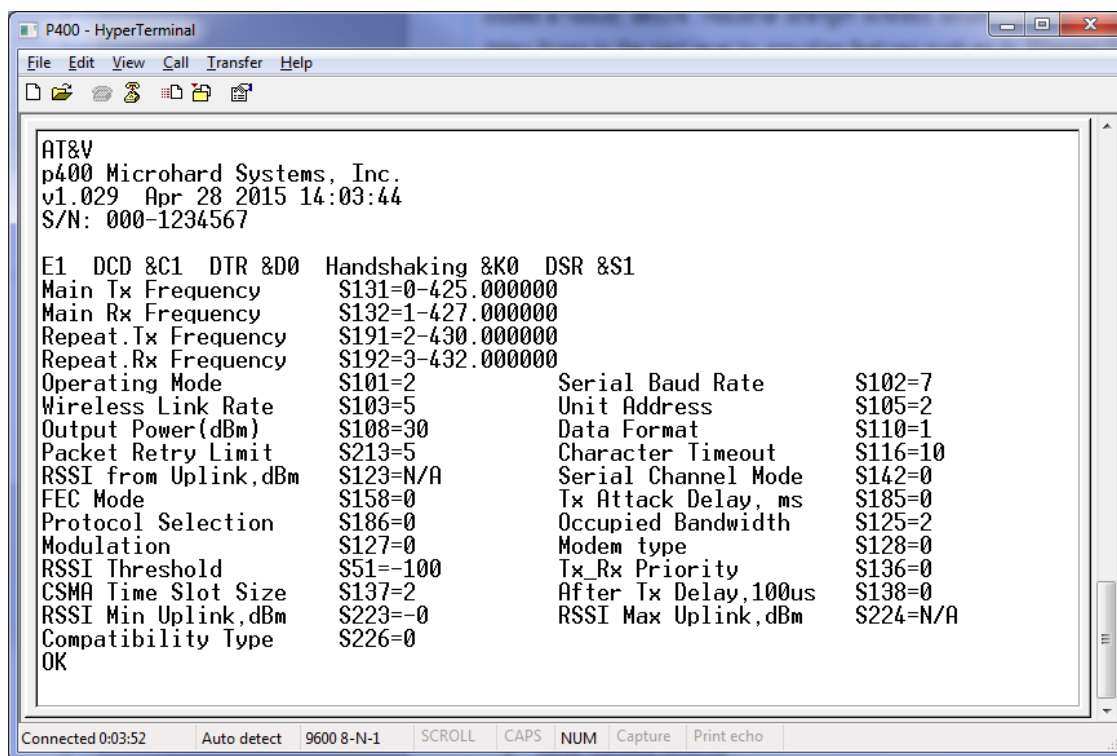 P400 - HyperTerminal
File Edit View Call Transfer Help
AT&V
p400 Microhard Systems, Inc.
v1.029 Apr 28 2015 14:03:44
S/N: 000-1234567
E1 DCD &C1 DTR &D0 Handshaking &K0 DSR &S1
Main Tx Frequency S131=0-425.000000
Main Rx Frequency S132=1-427.000000
Repeat.Tx Frequency S191=2-430.000000
Repeat.Rx Frequency S192=3-432.000000
Operating Mode S101=2 Serial Baud Rate S102=7
Wireless Link Rate S103=5 Unit Address S105=2
Output Power(dBm) S108=30 Data Format S110=1
Packet Retry Limit S213=5 Character Timeout S116=10
RSSI from Uplink,dBm S123=N/A Serial Channel Mode S142=0
FEC Mode S158=0 Tx Attack Delay, ms S185=0
Protocol Selection S186=0 Occupied Bandwidth S125=2
Modulation S127=0 Modem type S128=0
RSSI Threshold S51=-100 Tx_Rx Priority S136=0
CSMA Time Slot Size S137=2 After Tx Delay,100us S138=0
RSSI Min Uplink,dBm S223=-0 RSSI Max Uplink,dBm S224=N/A
Compatibility Type S226=0
OK
Connected 0:03:52 Auto detect 9600 8-N-1 SCROLL CAPS NUM Capture Print echo